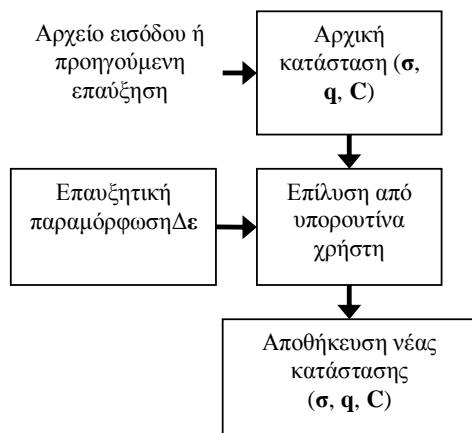 Αρχείο εισόδου ή
προηγούμενη
επαύξηση
Αρχική
κατάσταση (σ,
q, C)
Επαυξητική
παραμόρφωσηΔε
Επίλυση από
υπορουτίνα
χρήστη
Αποθήκευση νέας
κατάστασης
(σ, q, C)